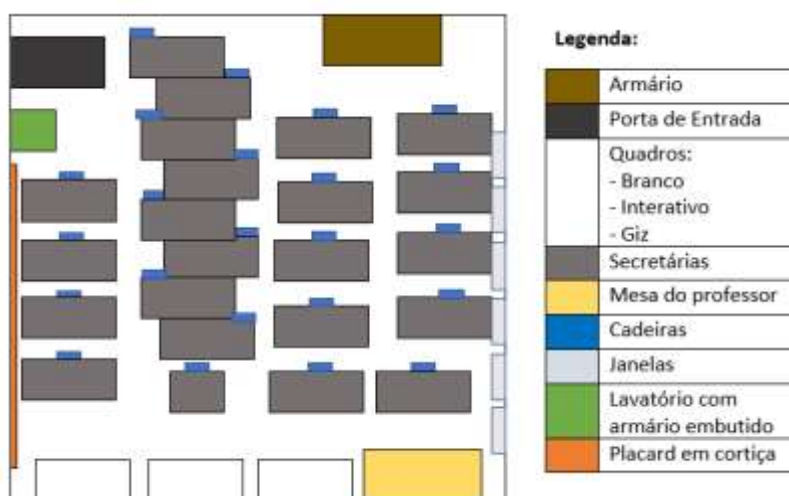 Legenda:
Armário
Porta de Entrada
Quadros:
- Branco
- Interativo
- Giz
Secretárias
Mesa do professor
Cadeiras
Janelas
Lavatório com
armário embutido
Placard em cortiça